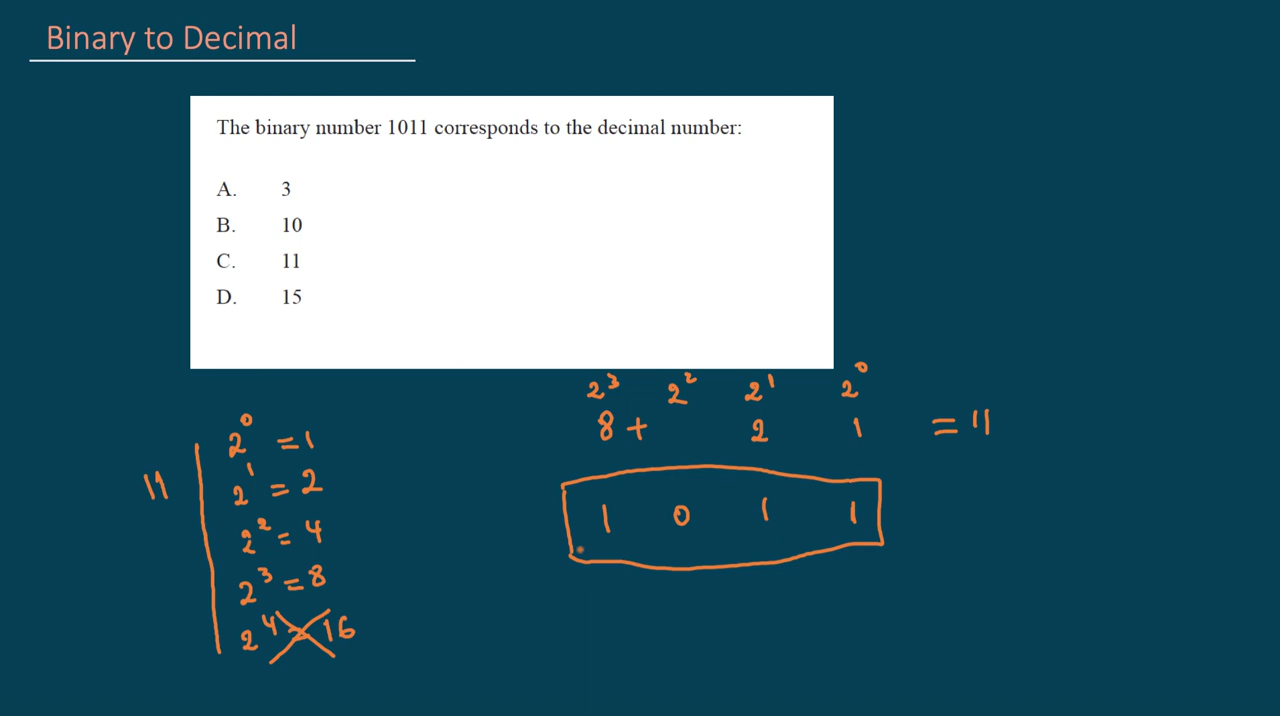 Binary to Decimal
The binary number 1011 corresponds to the decimal number:
A. 3
B. 10
C. 11
D. 15
2³ 2² 2¹ 2⁰
8 + 2 1 = 11
1 0 1 1
11
2⁰ = 1
2¹ = 2
2² = 4
2³ = 8
2⁴ = 16